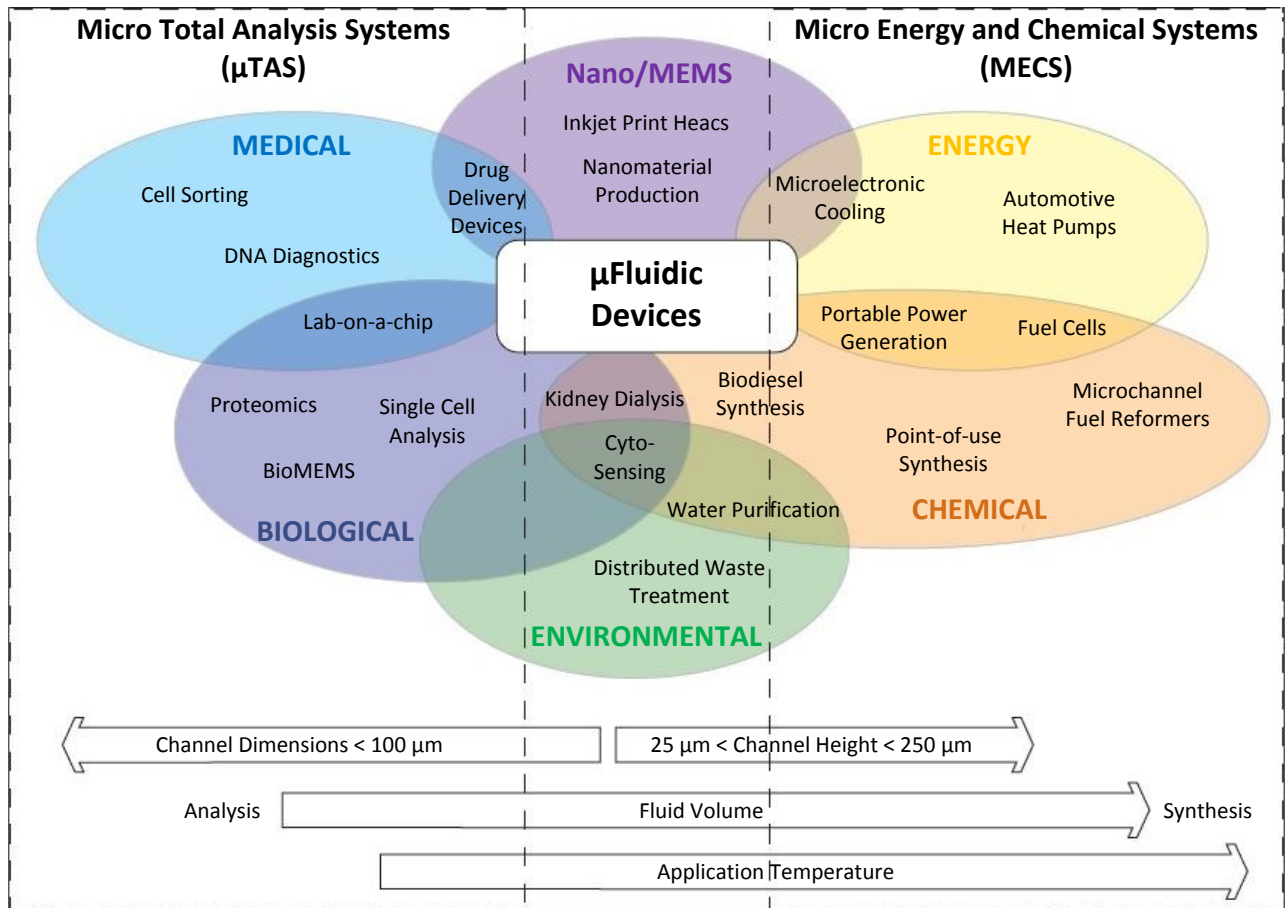 Micro Total Analysis Systems
(µTAS)
Micro Energy and Chemical Systems
(MECS)
Nano/MEMS
Inkjet Print Heacs
Nanomaterial
Production
MEDICAL
Cell Sorting
DNA Diagnostics
Drug
Delivery
Devices
ENERGY
Microelectronic
Cooling
Automotive
Heat Pumps
µFluidic
Devices
Lab-on-a-chip
Portable Power
Generation
Fuel Cells
Proteomics
Single Cell
Analysis
BioMEMS
BIOLOGICAL
Kidney Dialysis
Cyto-
Sensing
Biodiesel
Synthesis
Microchannel
Fuel Reformers
Point-of-use
Synthesis
CHEMICAL
Water Purification
Distributed Waste
Treatment
ENVIRONMENTAL
Channel Dimensions < 100 µm
25 µm < Channel Height < 250 µm
Analysis
Fluid Volume
Synthesis
Application Temperature